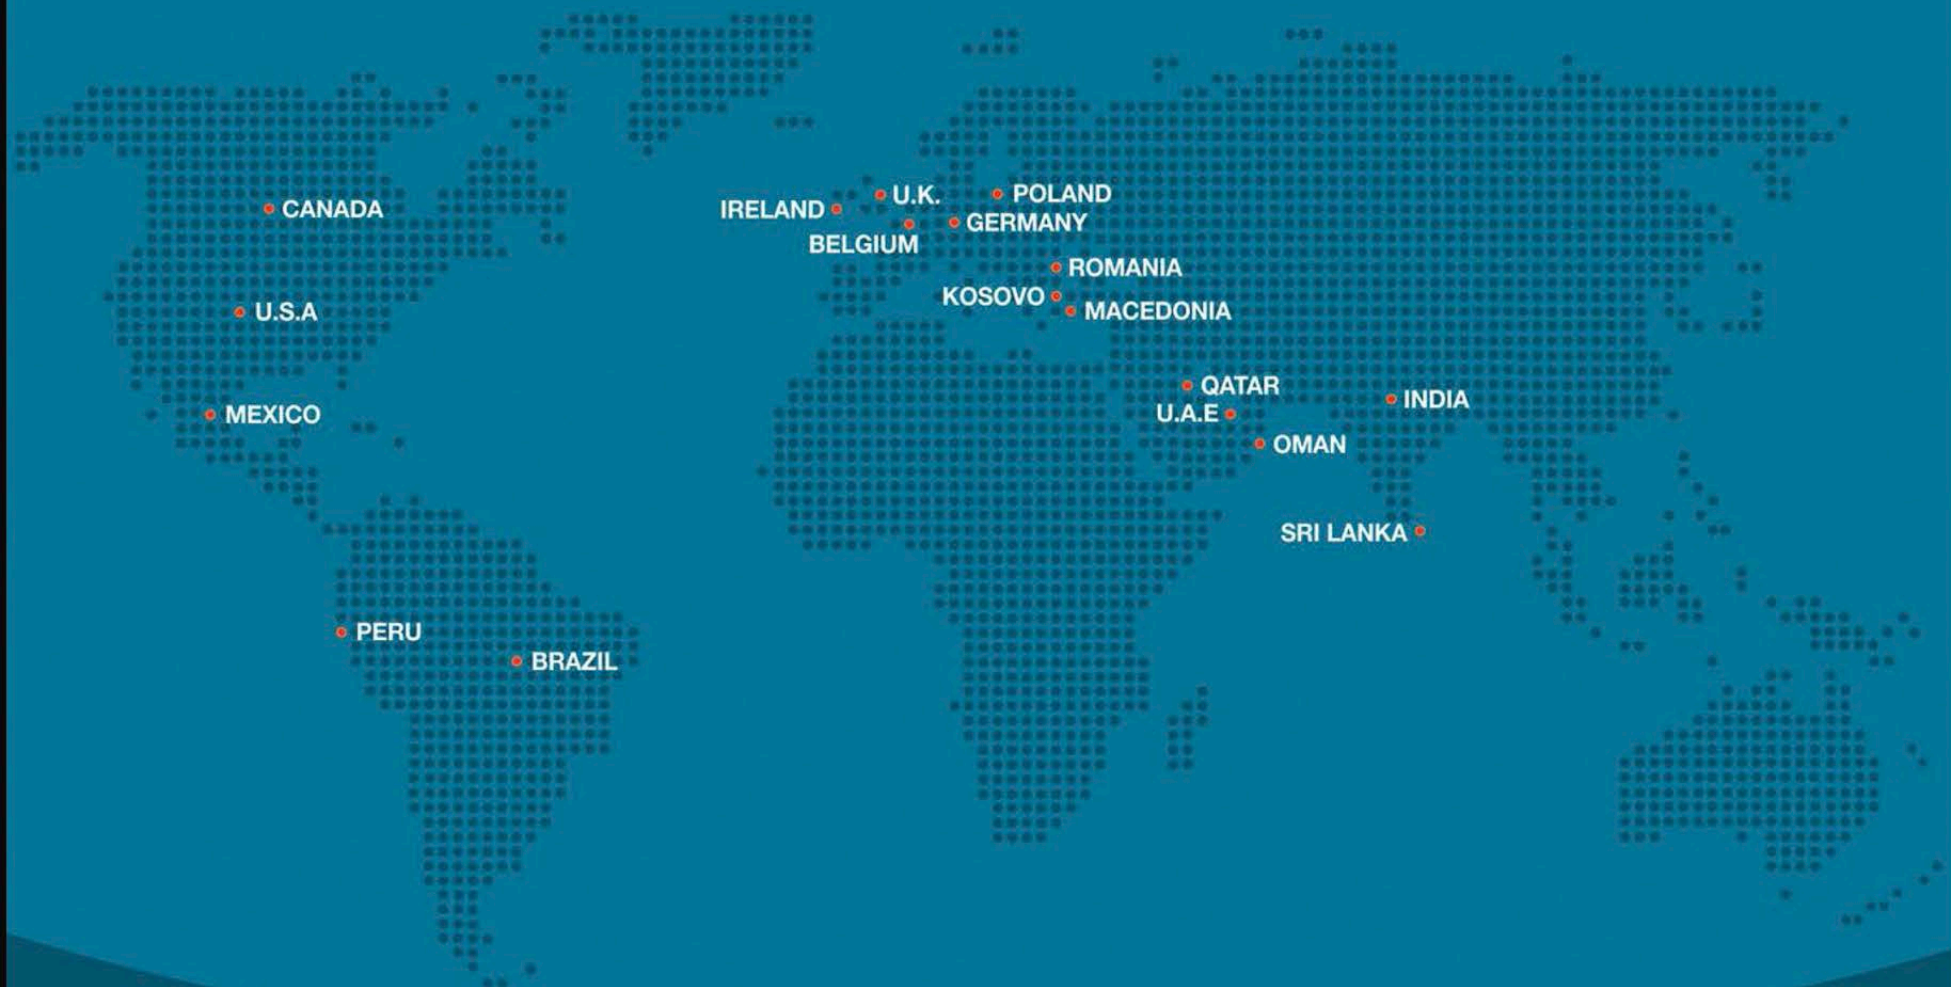 U.K.
POLAND
CANADA
IRELAND
GERMANY
BELGIUM
ROMANIA
KOSOVO
U.S.A
MACEDONIA
QATAR
INDIA
MEXICO
U.A.E
OMAN
SRI LANKA
PERU
BRAZIL